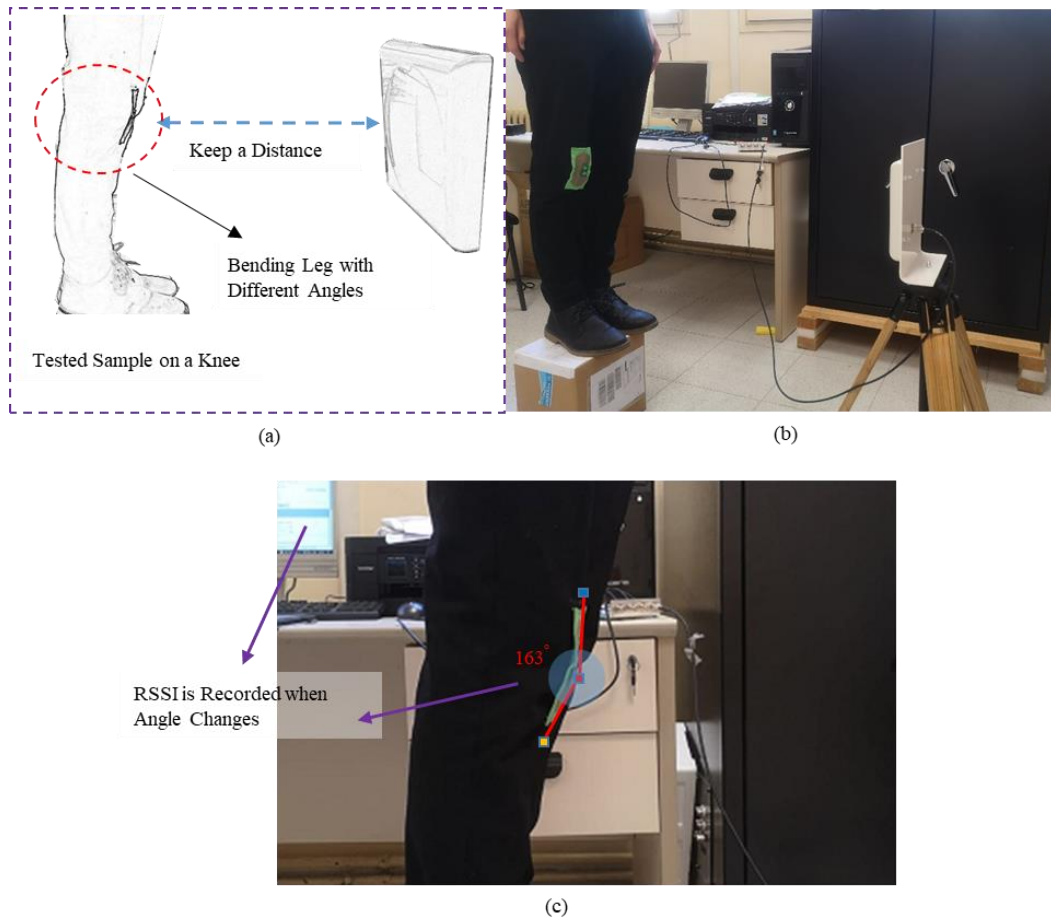 Keep a Distance
Bending Leg with
Different Angles
Tested Sample on a Knee
(a)
(b)
163°
RSSI is Recorded when
Angle Changes
(c)